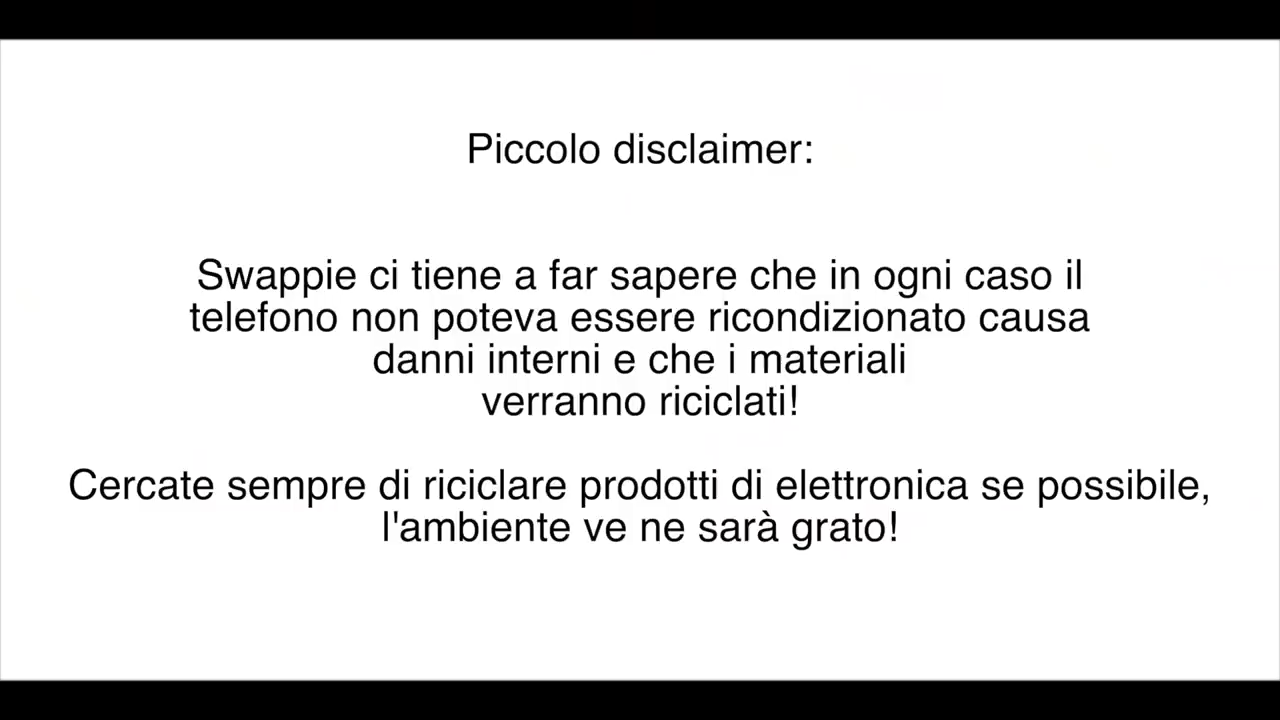 Piccolo disclaimer:
Swappie ci tiene a far sapere che in ogni caso il
telefono non poteva essere ricondizionato causa
danni interni e che i materiali
verranno riciclati!
Cercate sempre di riciclare prodotti di elettronica se possibile,
l'ambiente ve ne sarà grato!